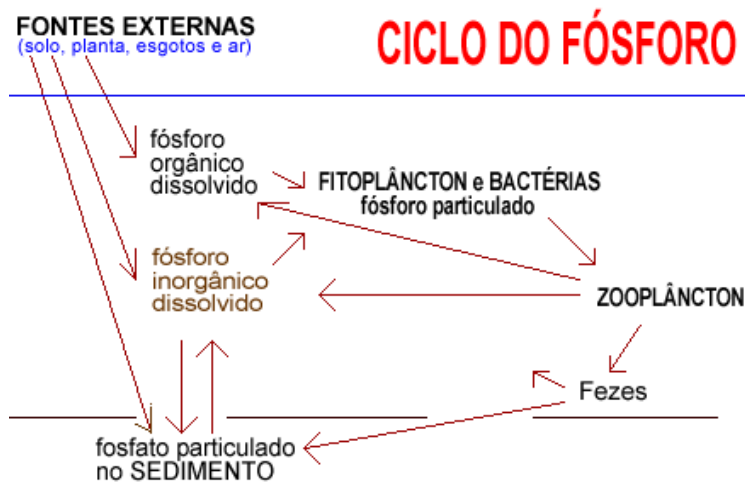 FONTES EXTERNAS
(solo, planta, esgotos e ar)
CICLO DO FÓSFORO
fósforo
orgânico
dissolvido
FITOPLÂNCTON e BACTÉRIAS
fósforo particulado
fósforo
inorgânico
dissolvido
ZOOPLÂNCTON
Fezes
fosfato particulado
no SEDIMENTO